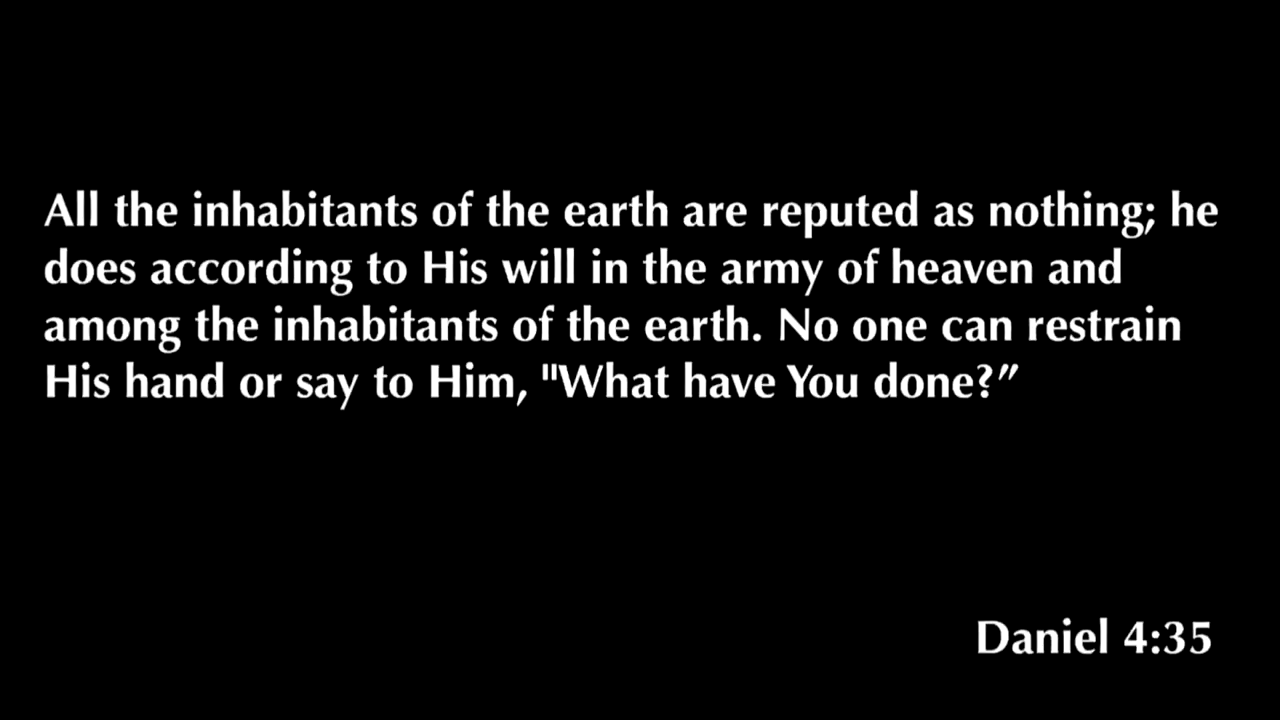 All the inhabitants of the earth are reputed as nothing; he
does according to His will in the army of heaven and
among the inhabitants of the earth. No one can restrain
His hand or say to Him, "What have You done?”
Daniel 4:35